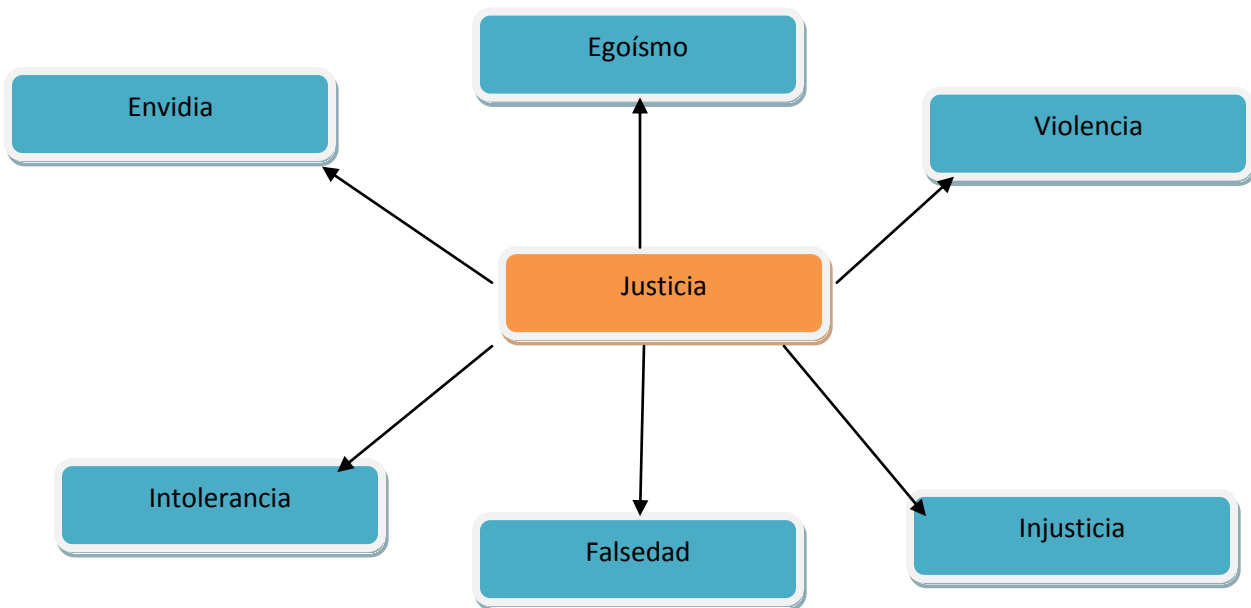 Egoísmo
Envidia
Violencia
Justicia
Intolerancia
Falsedad
Injusticia